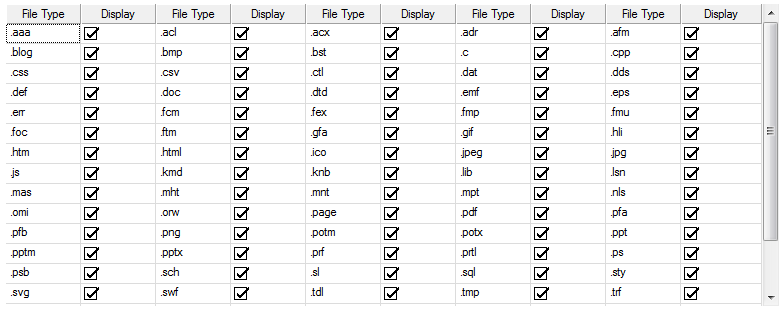 File Type Display File Type Display File Type Display File Type Display File Type Display
.aaa .acl .acx .adr .afm
.blog .bmp .bst .c .cpp
.css .csv .ctl .dat .dds
.def .doc .dtd .emf .eps
.err .fcm .fex .fmp .fmu
.foc .ftm .gfa .gif .hli
.htm .html .ico .jpeg .jpg
.js .kmd .knb .lib .lsn
.mas .mht .mnt .mpt .nls
.omi .orw .page .pdf .pfa
.pfb .png .potm .potx .ppt
.pptm .pptx .prf .prtl .ps
.psb .sch .sl .sql .sty
.svg .swf .tdl .tmp .trf